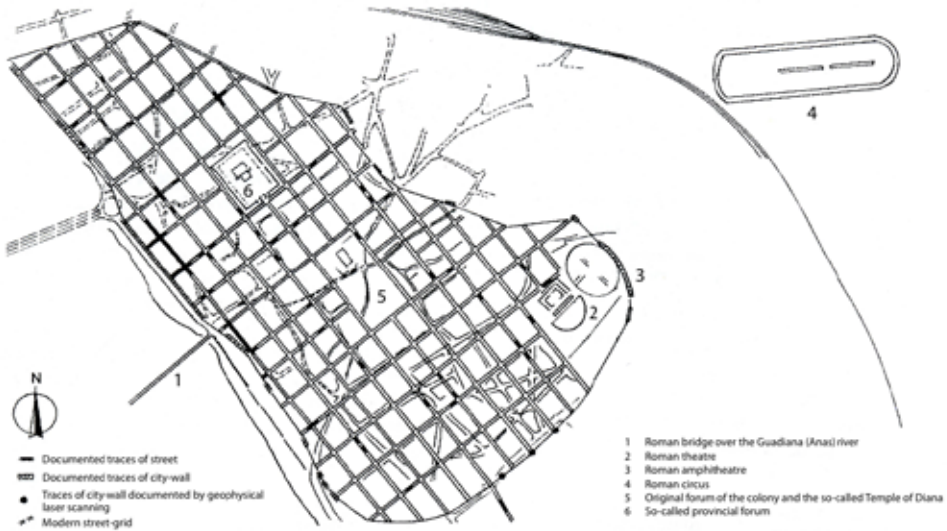 4
6
3
5
2
1
N
Documented traces of street
Documented traces of city-wall
Traces of city-wall documented by geophysical
laser scanning
Modern street-grid
1 Roman bridge over the Guadiana (Anas) river
2 Roman theatre
3 Roman amphitheatre
4 Roman circus
5 Original forum of the colony and the so-called Temple of Diana
6 So-called provincial forum